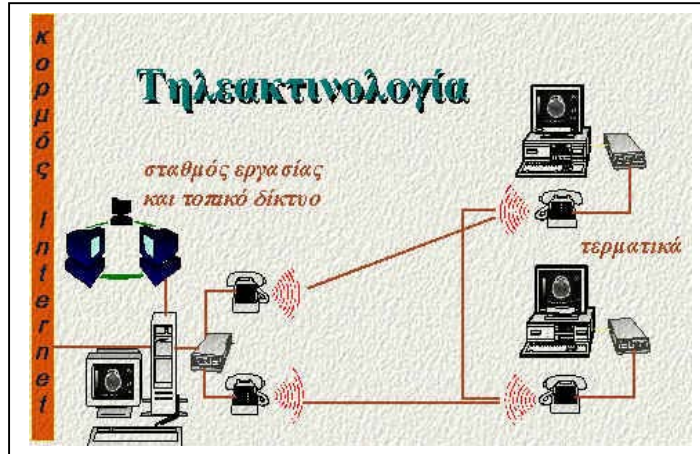 κορμός Internet
Τηλεακτινολογία
σταθμός εργασίας
και τοπικό δίκτυο
τερματικά